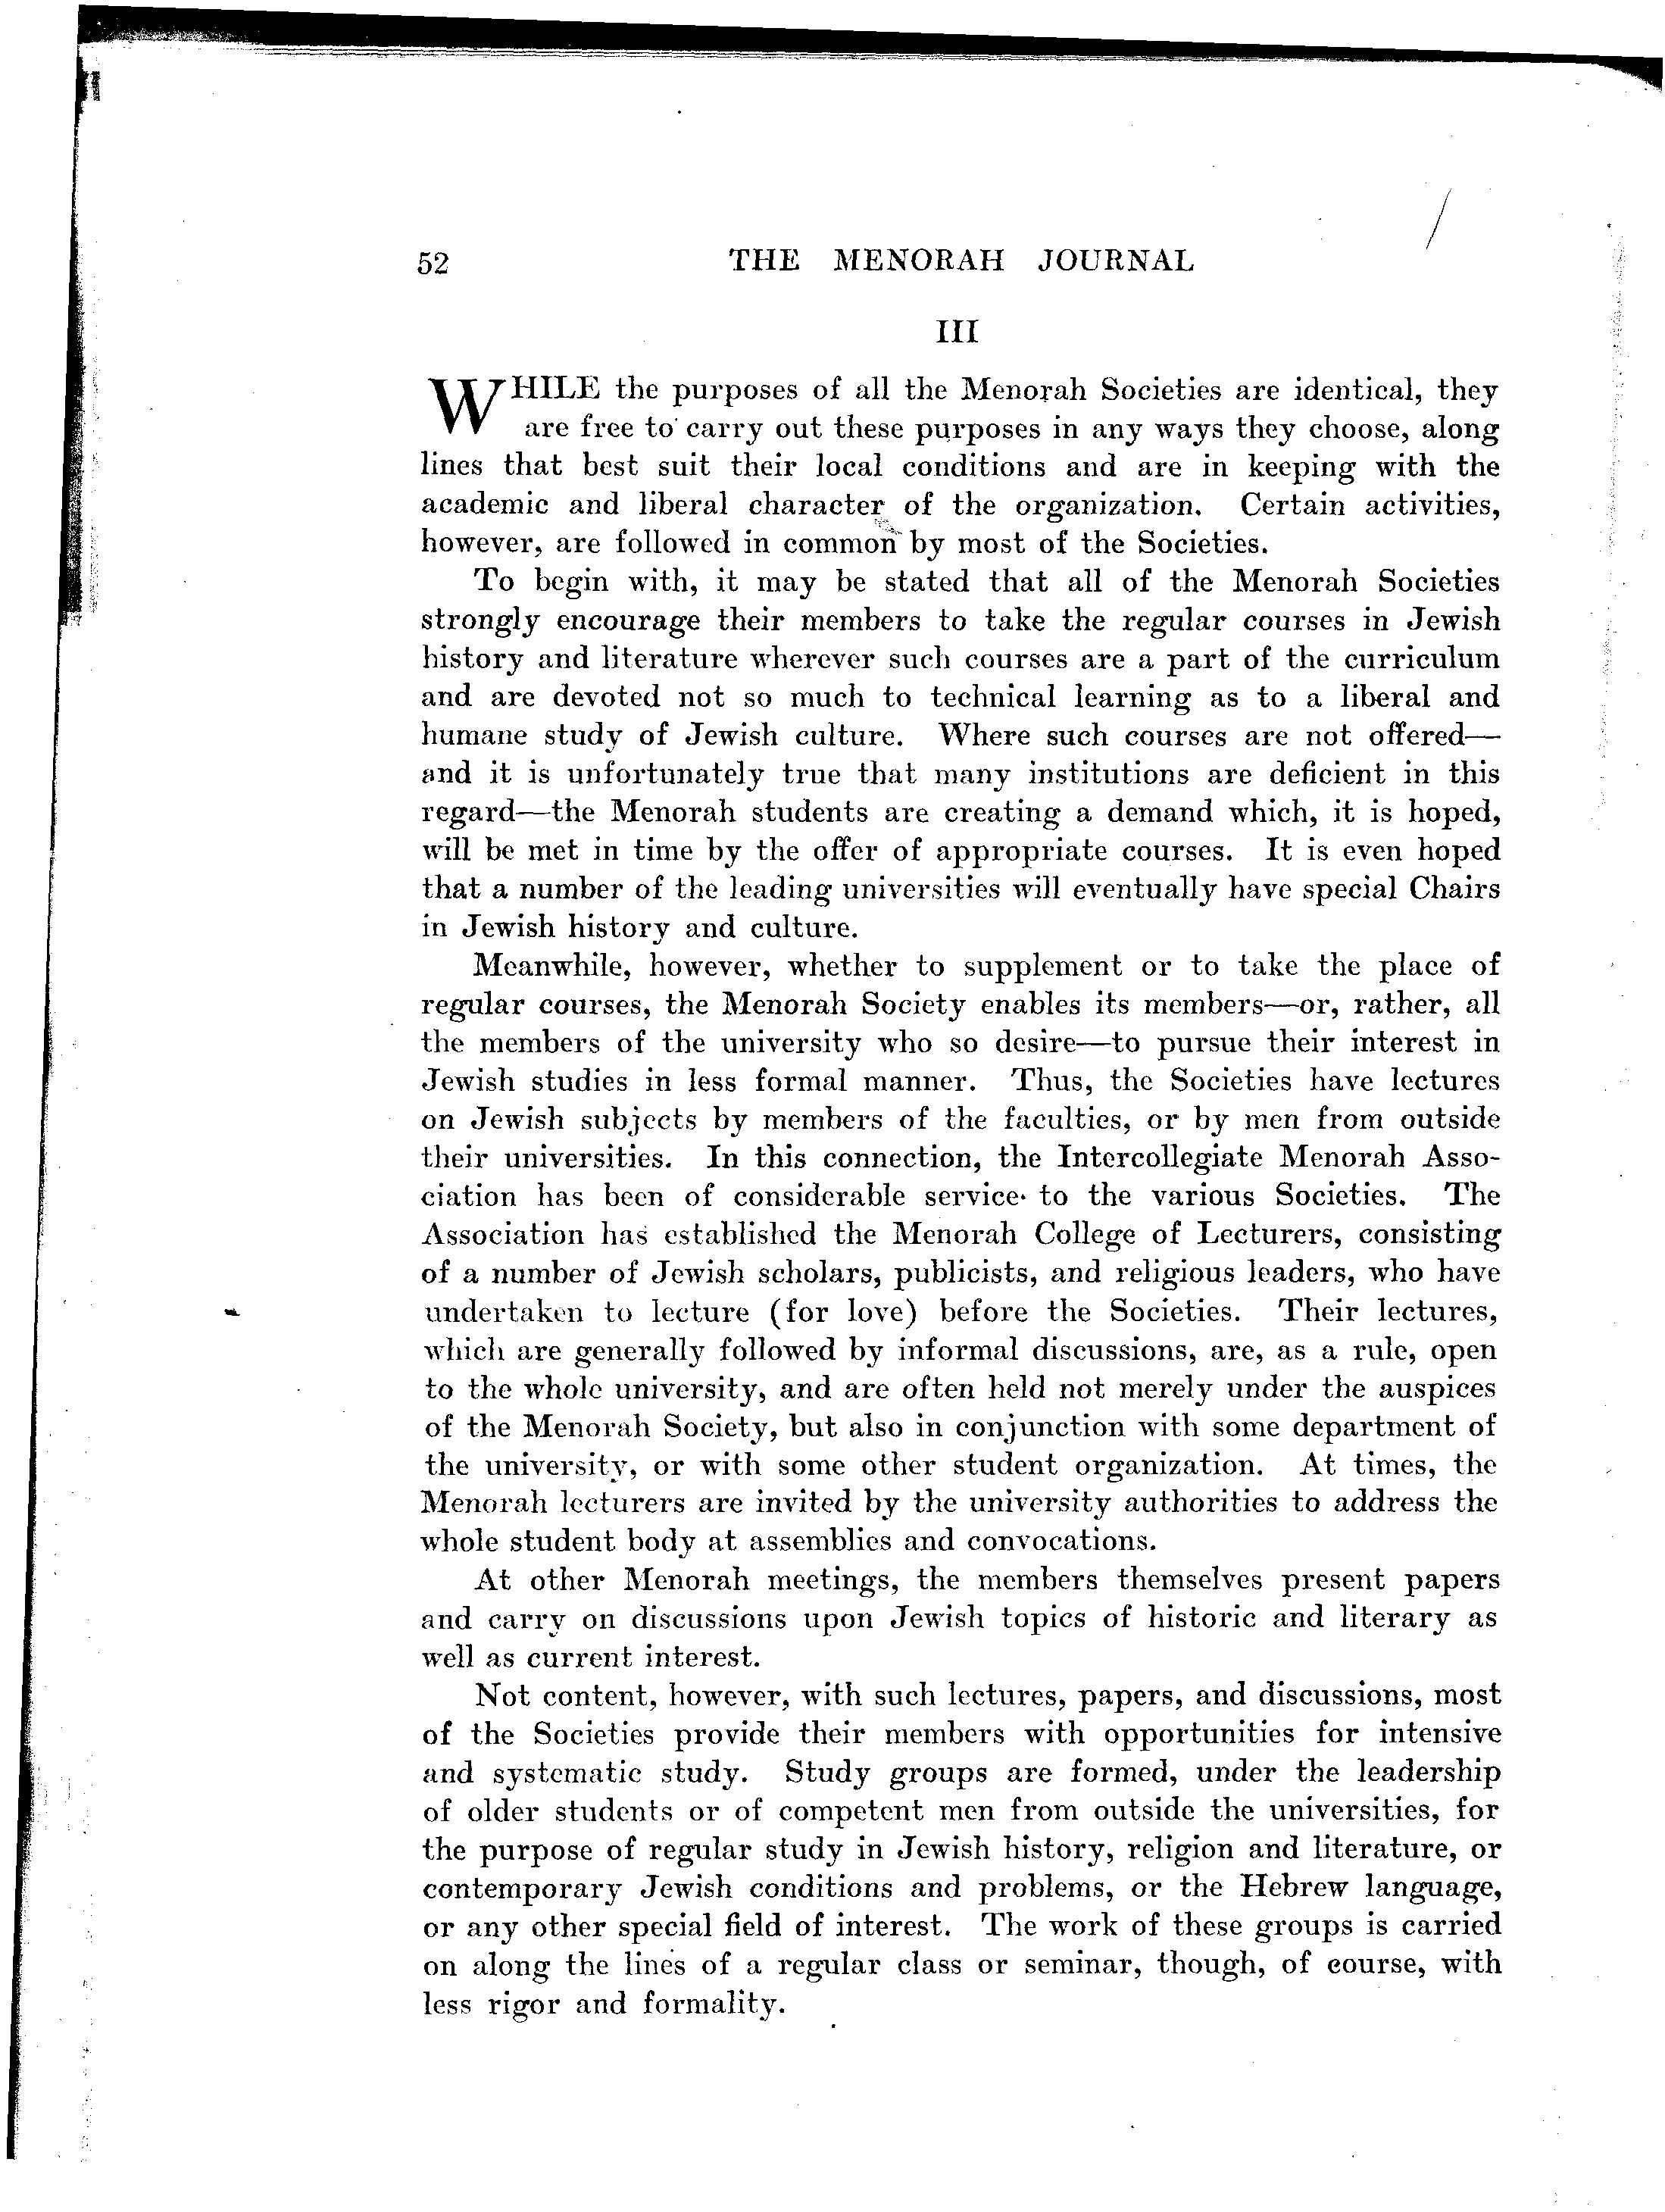 52 THE MENORAH JOURNAL
III
WHILE the purposes of all the Menorah Societies are identical, they
are free to carry out these purposes in any ways they choose, along
lines that best suit their local conditions and are in keeping with the
academic and liberal character of the organization. Certain activities,
however, are followed in common by most of the Societies.
To begin with, it may be stated that all of the Menorah Societies
strongly encourage their members to take the regular courses in Jewish
history and literature wherever such courses are a part of the curriculum
and are devoted not so much to technical learning as to a liberal and
humane study of Jewish culture. Where such courses are not offered—
and it is unfortunately true that many institutions are deficient in this
regard—the Menorah students are creating a demand which, it is hoped,
will be met in time by the offer of appropriate courses. It is even hoped
that a number of the leading universities will eventually have special Chairs
in Jewish history and culture.
Meanwhile, however, whether to supplement or to take the place of
regular courses, the Menorah Society enables its members—or, rather, all
the members of the university who so desire—to pursue their interest in
Jewish studies in less formal manner. Thus, the Societies have lectures
on Jewish subjects by members of the faculties, or by men from outside
their universities. In this connection, the Intercollegiate Menorah Asso-
ciation has been of considerable service to the various Societies. The
Association has established the Menorah College of Lecturers, consisting
of a number of Jewish scholars, publicists, and religious leaders, who have
undertaken to lecture (for love) before the Societies. Their lectures,
which are generally followed by informal discussions, are, as a rule, open
to the whole university, and are often held not merely under the auspices
of the Menorah Society, but also in conjunction with some department of
the university, or with some other student organization. At times, the
Menorah lecturers are invited by the university authorities to address the
whole student body at assemblies and convocations.
At other Menorah meetings, the members themselves present papers
and carry on discussions upon Jewish topics of historic and literary as
well as current interest.
Not content, however, with such lectures, papers, and discussions, most
of the Societies provide their members with opportunities for intensive
and systematic study. Study groups are formed, under the leadership
of older students or of competent men from outside the universities, for
the purpose of regular study in Jewish history, religion and literature, or
contemporary Jewish conditions and problems, or the Hebrew language,
or any other special field of interest. The work of these groups is carried
on along the lines of a regular class or seminar, though, of course, with
less rigor and formality.